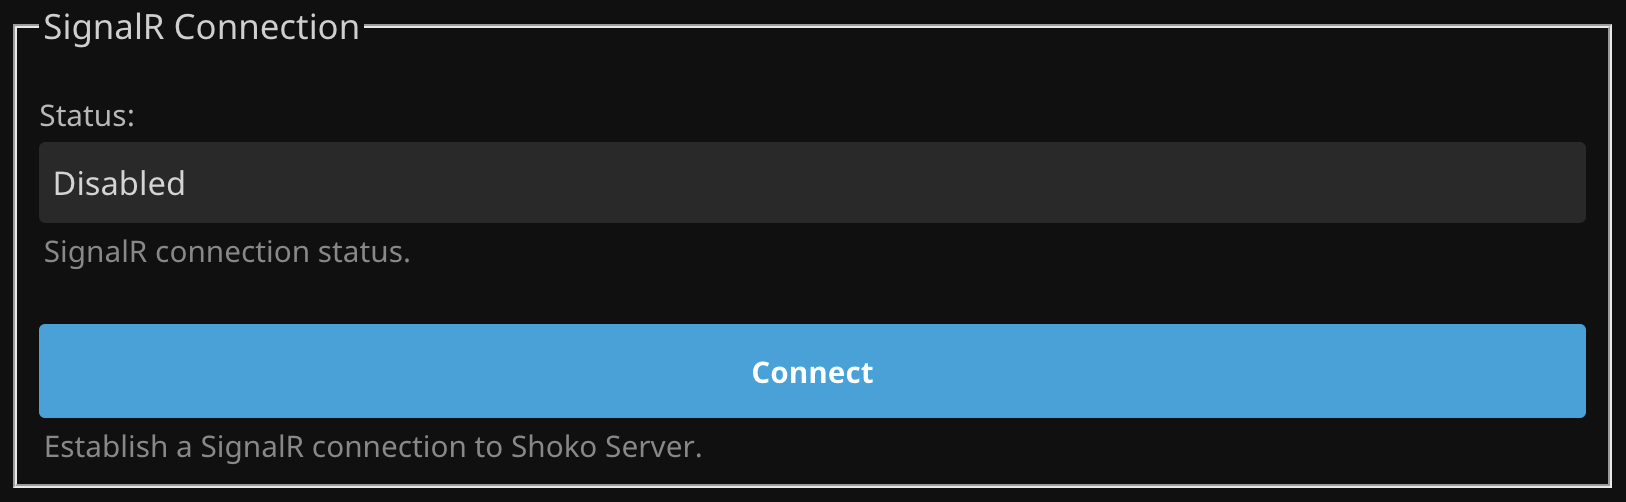 SignalR Connection
Status:
Disabled
SignalR connection status.
Connect
Establish a SignalR connection to Shoko Server.